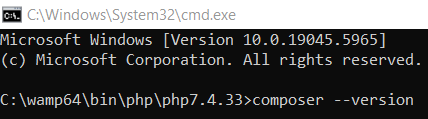 C:\Windows\System32\cmd.exe
Microsoft Windows [Version 10.0.19045.5965]
(c) Microsoft Corporation. All rights reserved.
C:\wamp64\bin\php\php7.4.33>composer --version